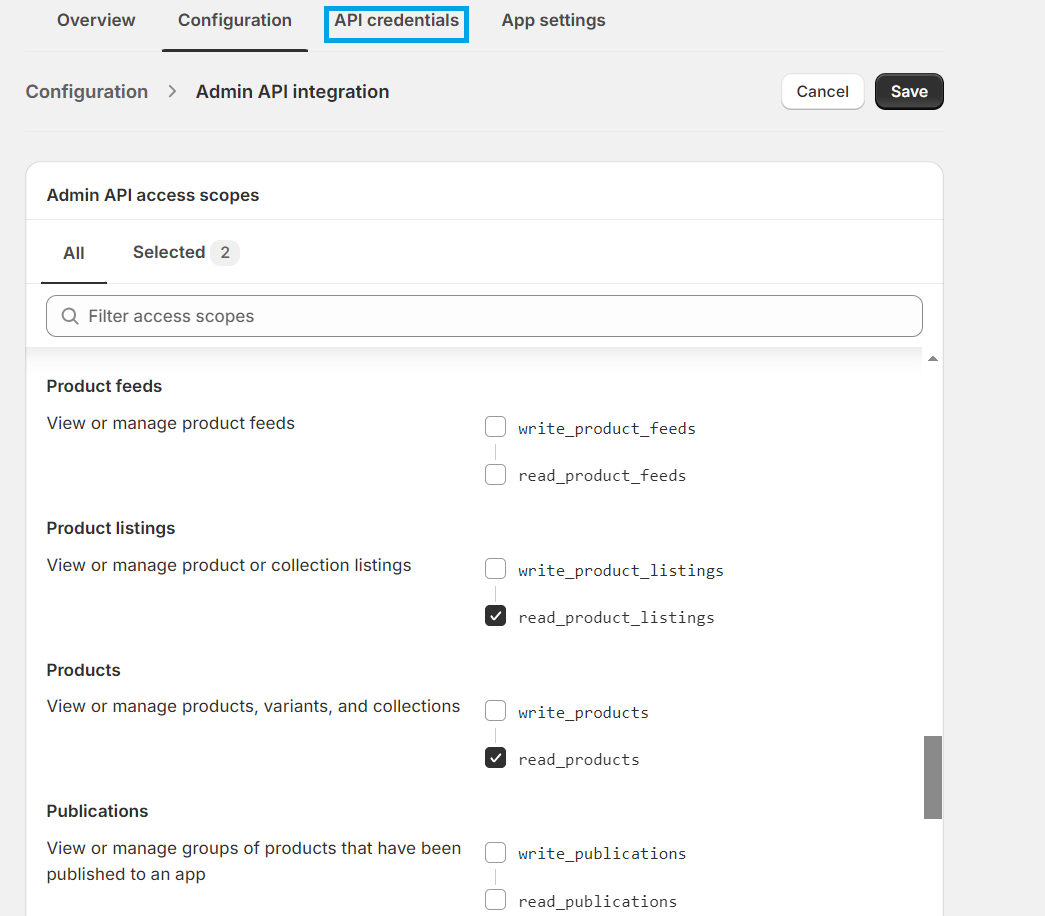 Overview Configuration API credentials App settings
Configuration > Admin API integration Cancel Save
Admin API access scopes
All Selected 2
Filter access scopes
Product feeds
View or manage product feeds
write_product_feeds
read_product_feeds
Product listings
View or manage product or collection listings
write_product_listings
read_product_listings
Products
View or manage products, variants, and collections
write_products
read_products
Publications
View or manage groups of products that have been
published to an app
write_publications
read_publications